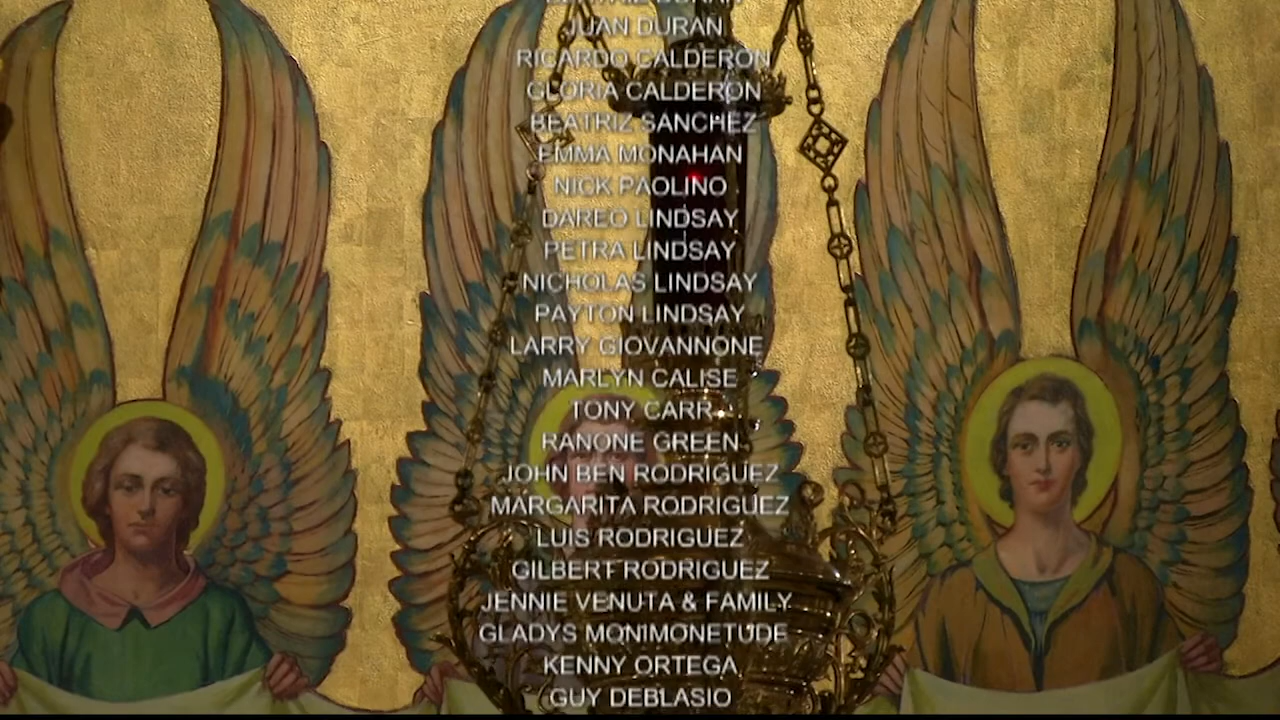 JUAN DURAN
RICARDO CALDERON
GLORIA CALDERON
BEATRIZ SANCHEZ
EMMA MONAHAN
NICK PAOLINO
DAREO LINDSAY
PETRA LINDSAY
NICHOLAS LINDSAY
PAYTON LINDSAY
LARRY GIOVANNONE
MARLYN CALISE
TONY CARR
RANONE GREEN
JOHN BEN RODRIGUEZ
MARGARITA RODRIGUEZ
LUIS RODRIGUEZ
GILBERT RODRIGUEZ
JENNIE VENUTA & FAMILY
GLADYS MONIMONETUDE
KENNY ORTEGA
GUY DEBLASIO